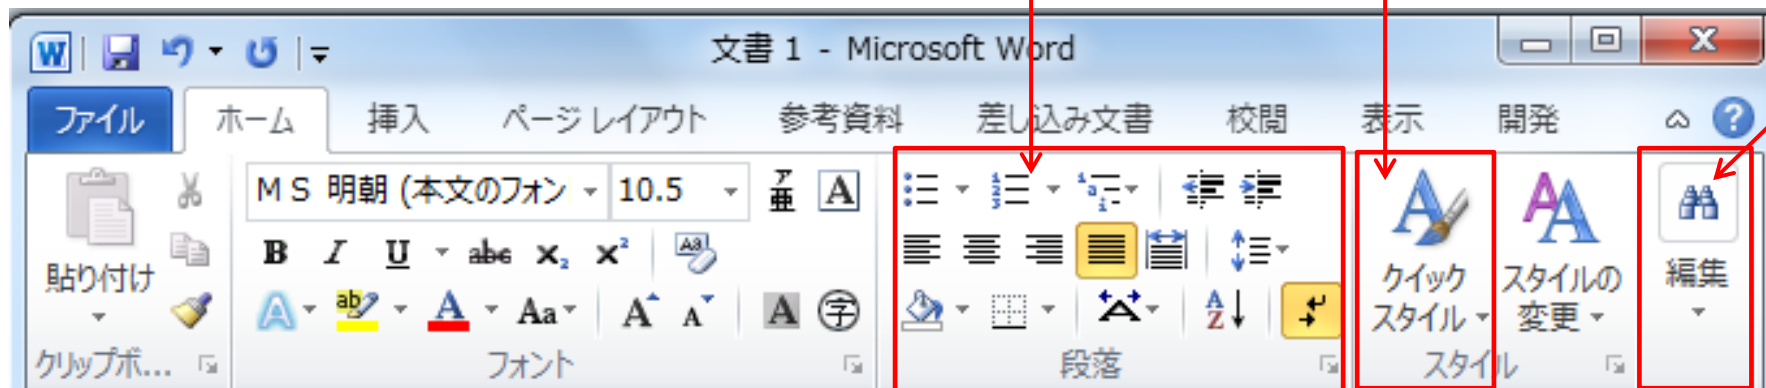 文書 1 - Microsoft Word
ファイル ホーム 挿入 ページ レイアウト 参考資料 差し込み文書 校閲 表示 開発
ＭＳ 明朝 (本文のフォン 10.5
貼り付け
クイック
スタイル
スタイルの
変更
編集
クリップボ... フォント 段落 スタイル